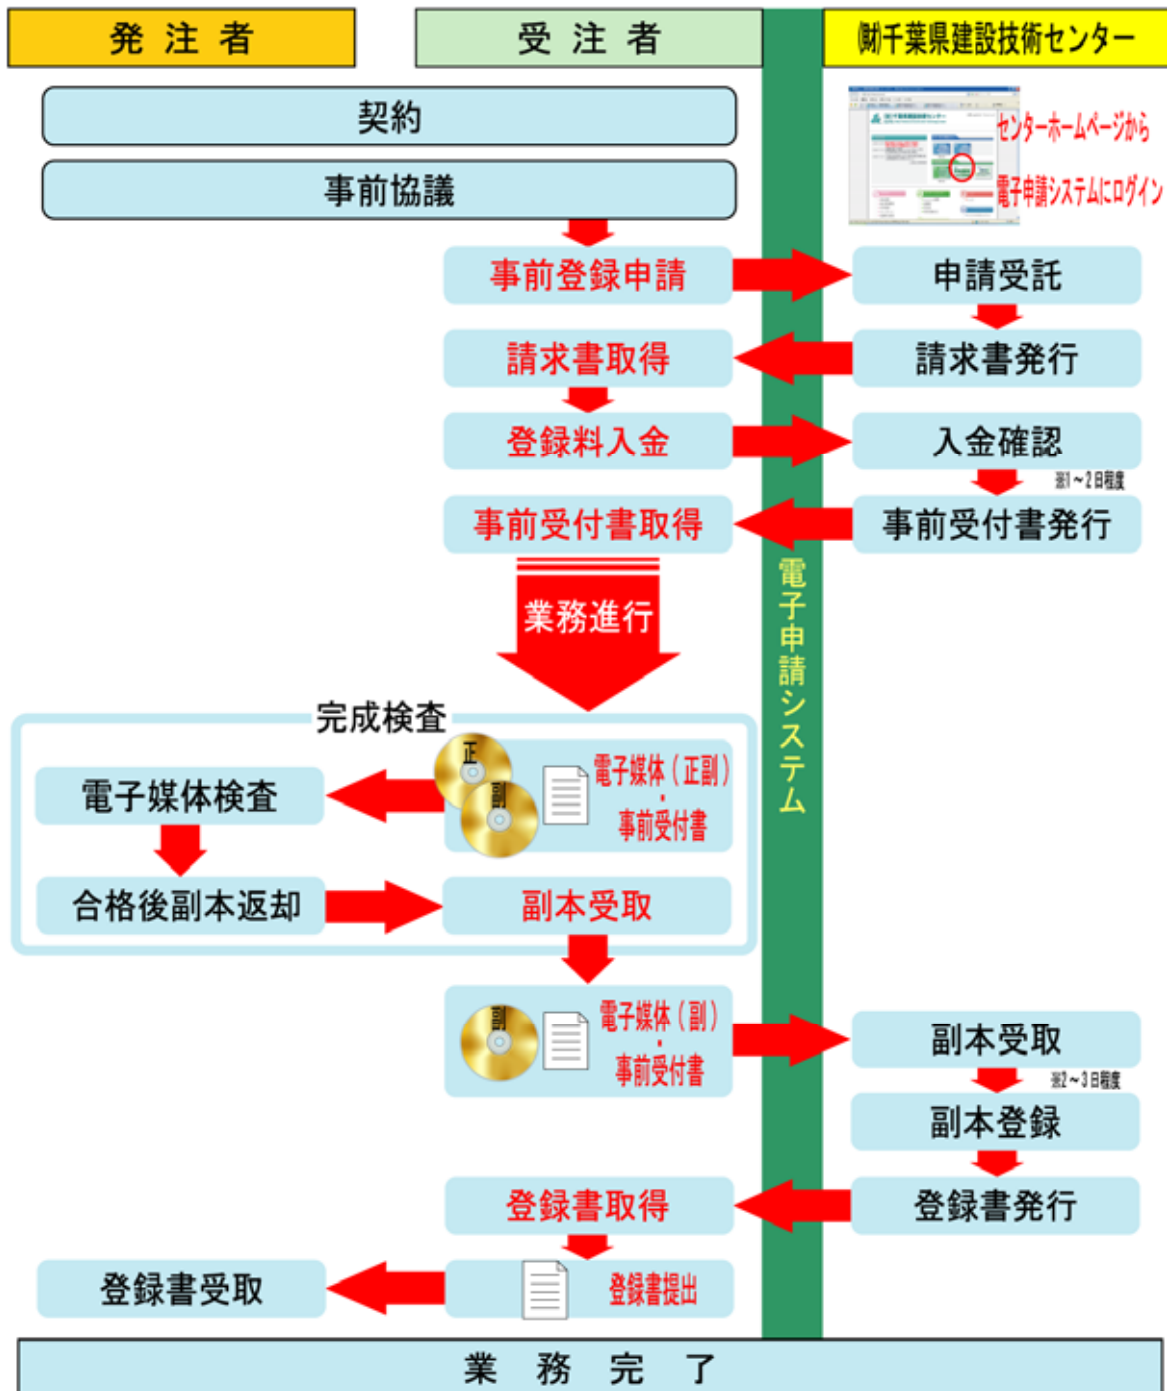 発注者
受注者
㈶千葉県建設技術センター
契約
事前協議
センターホームページから
電子申請システムにログイン
事前登録申請
申請受託
請求書取得
請求書発行
登録料入金
入金確認
※1～2日程度
事前受付書取得
事前受付書発行
電子申請システム
業務進行
完成検査
電子媒体検査
正
副
電子媒体（正副）
・
事前受付書
合格後副本返却
副本受取
副
電子媒体（副）
・
事前受付書
副本受取
※2～3日程度
副本登録
登録書取得
登録書発行
登録書受取
登録書提出
業務完了